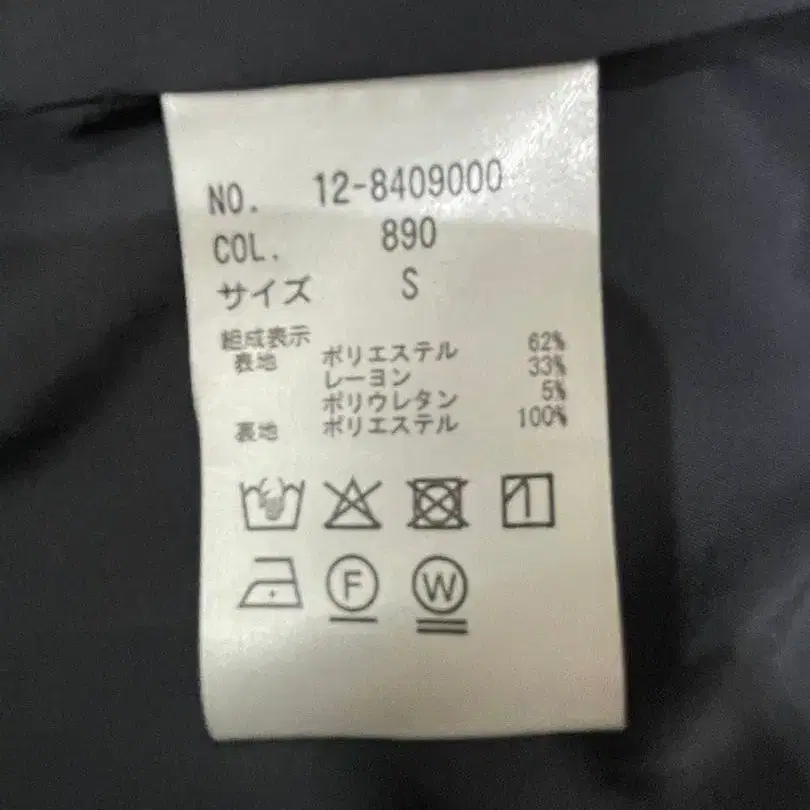 NO. 12-8409000
COL. 890
サイズ S
組成表示
表地 ポリエステル 62%
レーヨン 33%
ポリウレタン 5%
裏地 ポリエステル 100%
F W